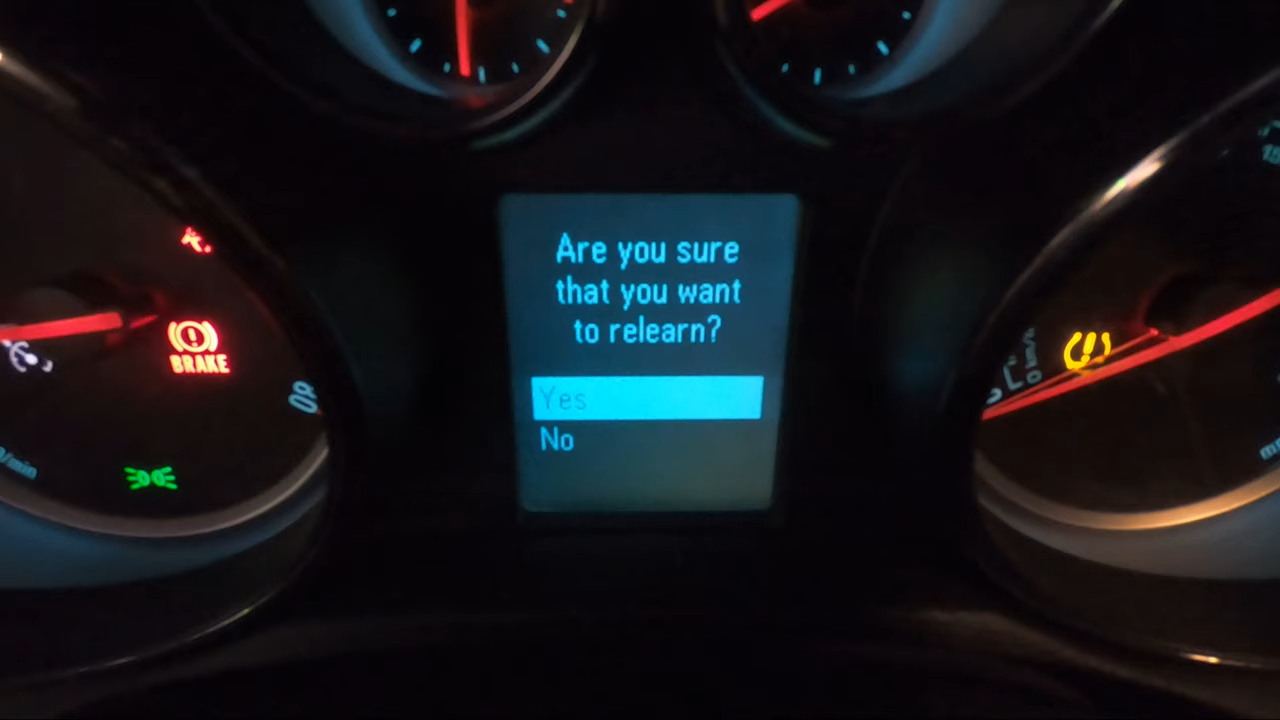 Are you sure
that you want
to relearn?
Yes
No
BRAKE